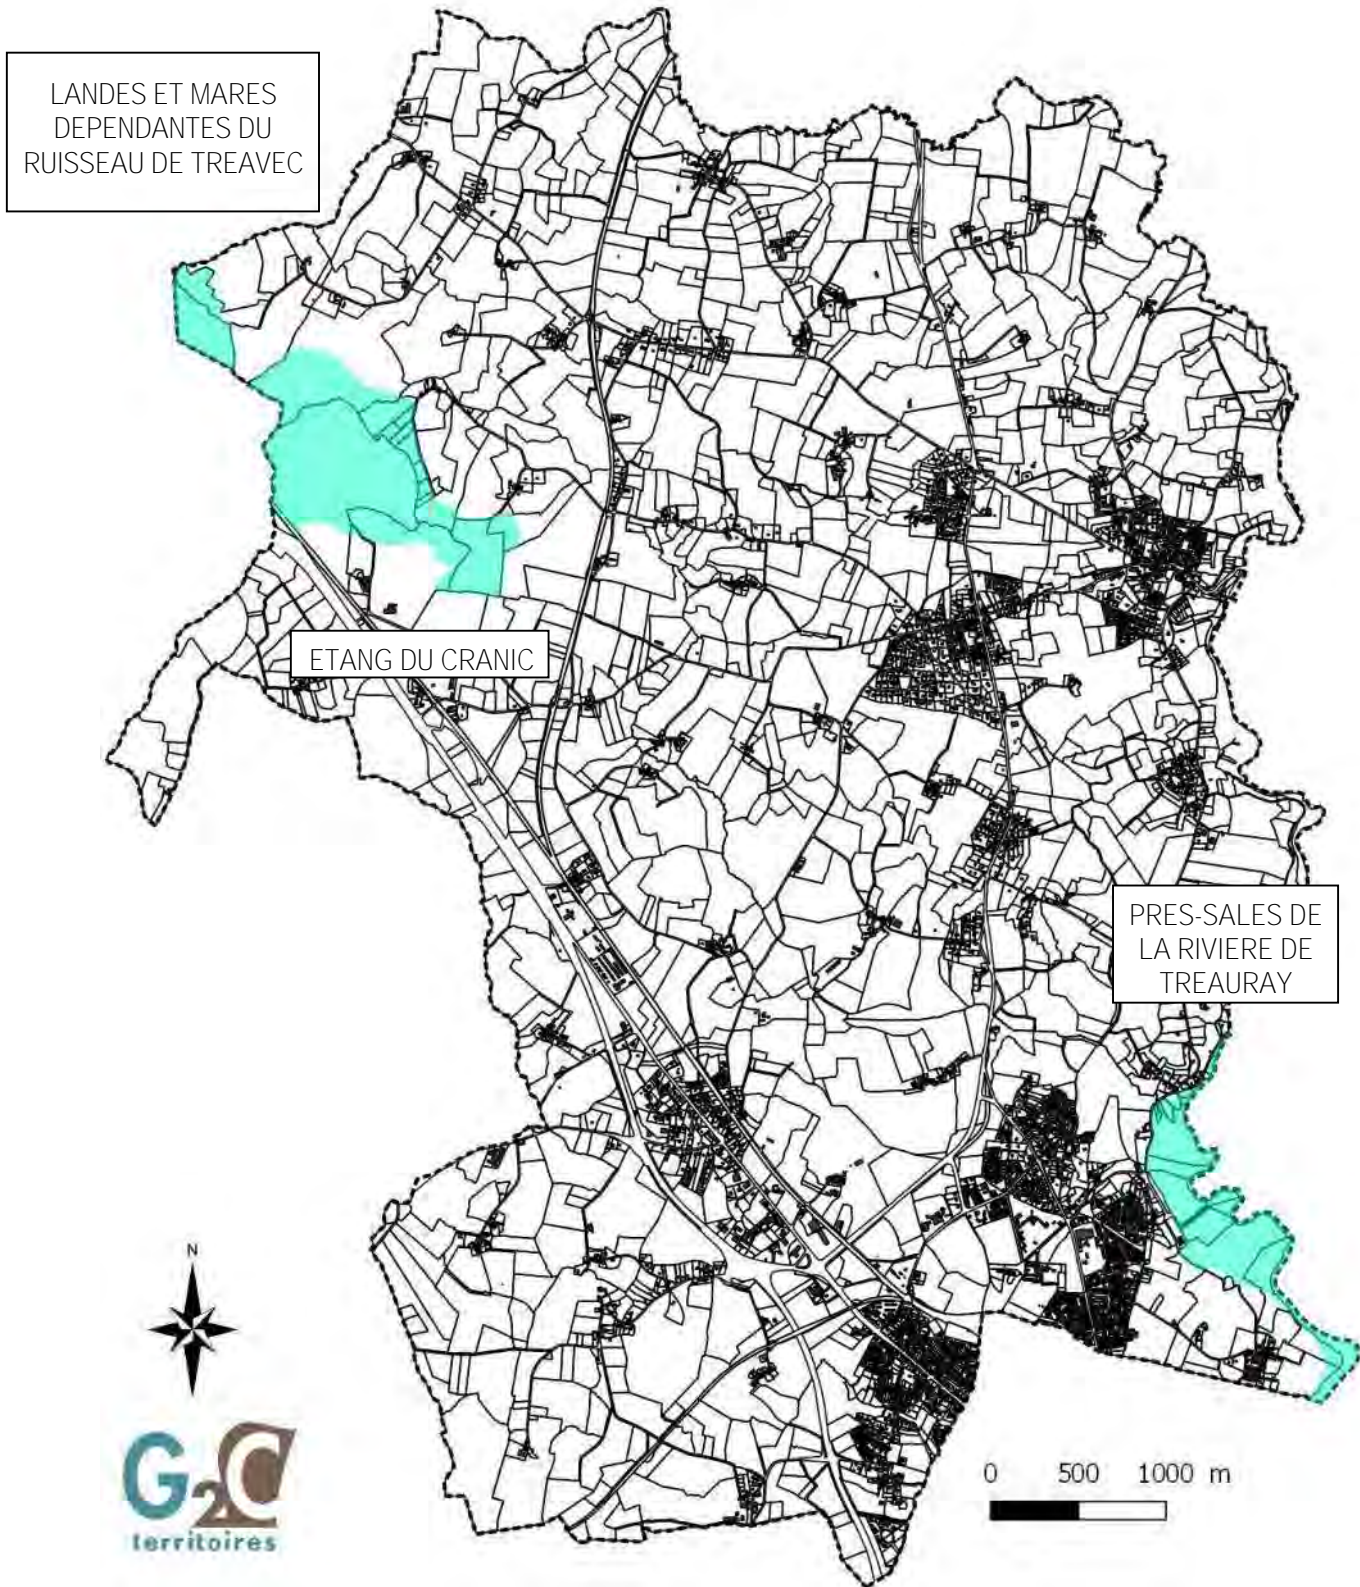 LANDES ET MARES
DEPENDANTES DU
RUISSEAU DE TREAVEC
ETANG DU CRANIC
PRES-SALES DE
LA RIVIERE DE
TREAURAY
N
G2C
territoires
0 500 1000 m